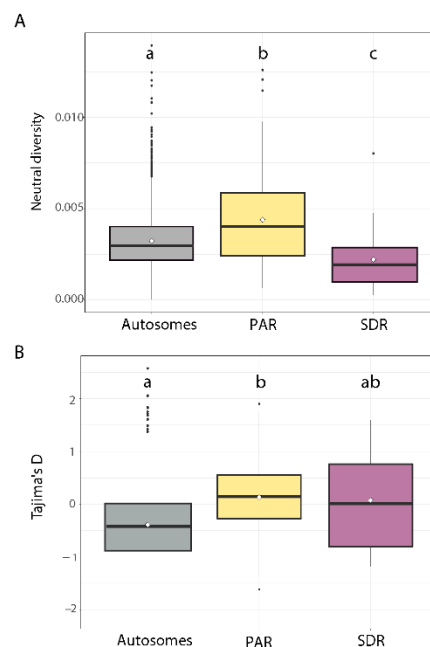 A
a b c
Neutral diversity
0.010
0.005
0.000
Autosomes PAR SDR
B
a b ab
Tajima's D
2
1
0
−1
−2
Autosomes PAR SDR